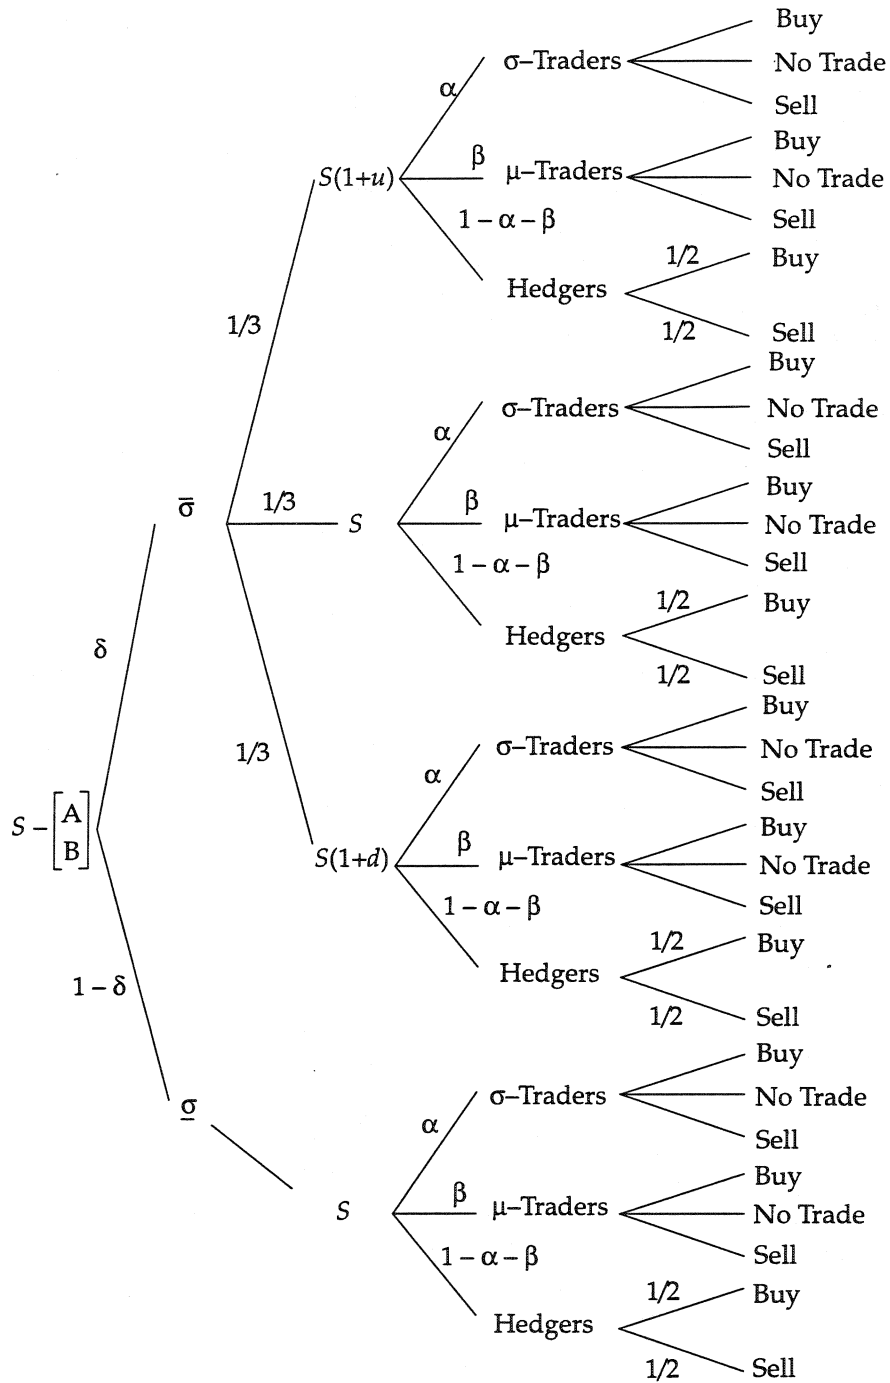 Buy
σ–Traders
No Trade
α
Sell
Buy
β
S(1+u)
μ–Traders
No Trade
1 – α – β
Sell
1/2
Buy
Hedgers
1/3
1/2
Sell
Buy
σ–Traders
No Trade
α
Sell
Buy
σ̅
1/3
S
β
μ–Traders
No Trade
1 – α – β
Sell
1/2
Buy
Hedgers
δ
1/2
Sell
Buy
1/3
σ–Traders
No Trade
α
Sell
S – [A B]
Buy
β
S(1+d)
μ–Traders
No Trade
1 – α – β
Sell
1/2
Buy
Hedgers
1 – δ
1/2
Sell
Buy
σ̲
σ–Traders
No Trade
α
Sell
Buy
β
S
μ–Traders
No Trade
1 – α – β
Sell
1/2
Buy
Hedgers
1/2
Sell